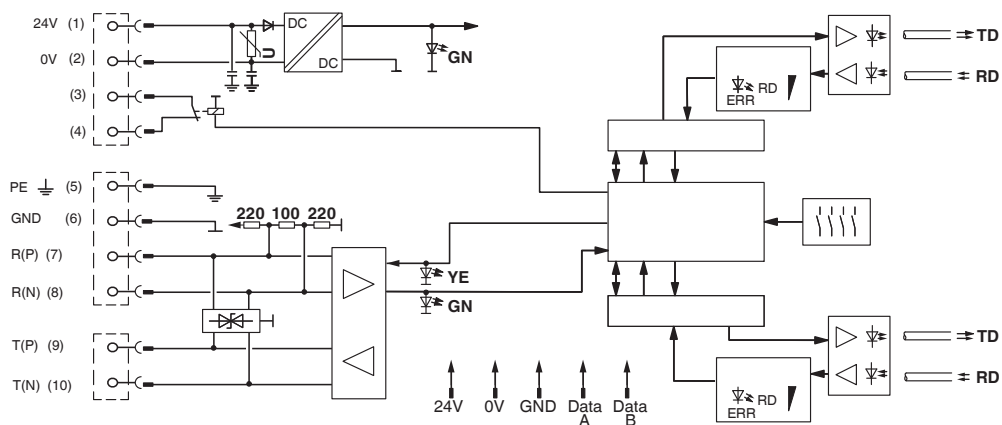 24V (1)
0V (2)
(3)
(4)
PE (5)
GND (6)
R(P) (7)
R(N) (8)
T(P) (9)
T(N) (10)
U
DC
DC
GN
220 100 220
YE
GN
24V 0V GND Data A Data B
ERR RD
TD
RD
ERR RD
TD
RD